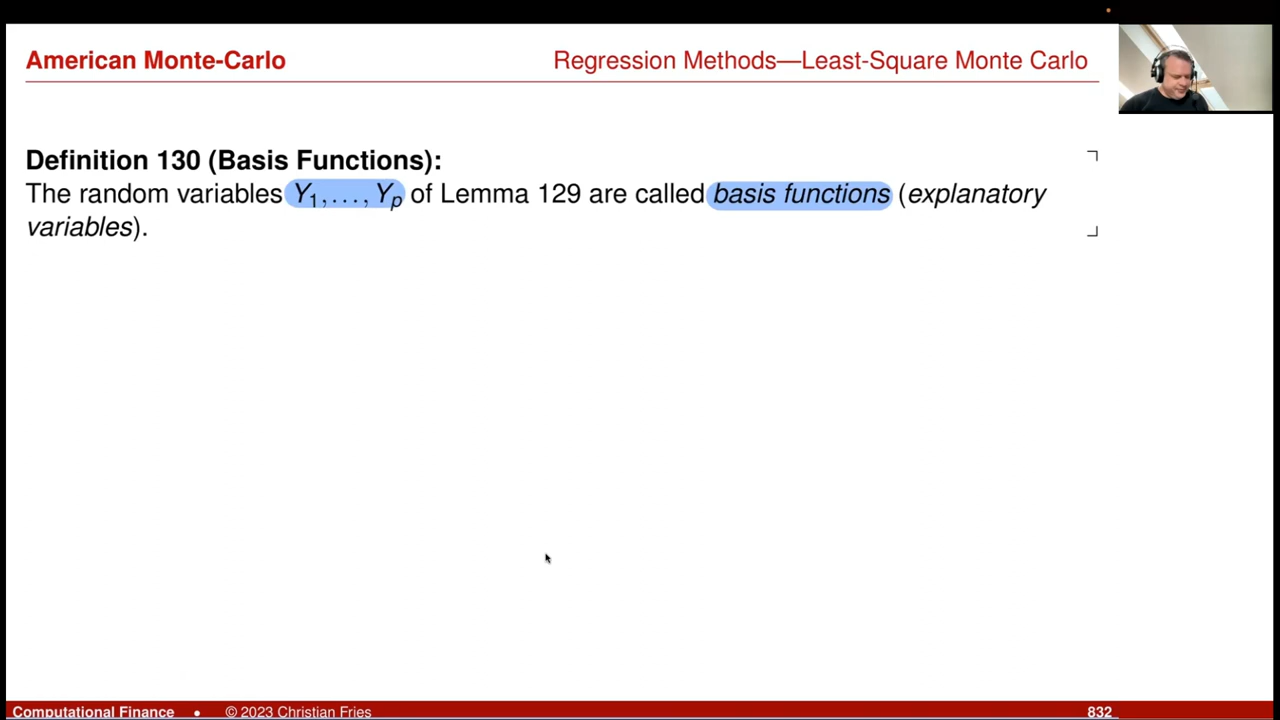 American Monte-Carlo
Regression Methods—Least-Square Monte Carlo
Definition 130 (Basis Functions):
The random variables Y₁,…,Yₚ of Lemma 129 are called basis functions (explanatory
variables).
Computational Finance • © 2023 Christian Fries
832